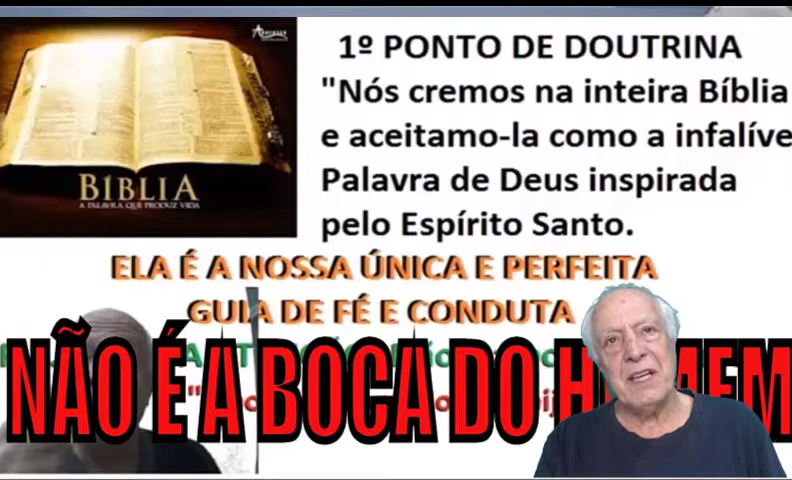 1º PONTO DE DOUTRINA
"Nós cremos na inteira Bíblia
e aceitamo-la como a infalíve
Palavra de Deus inspirada
pelo Espírito Santo.
BÍBLIA
A PALAVRA QUE PRODUZ VIDA
ELA É A NOSSA ÚNICA E PERFEITA
GUIA DE FÉ E CONDUTA
NÃO É A BOCA DO